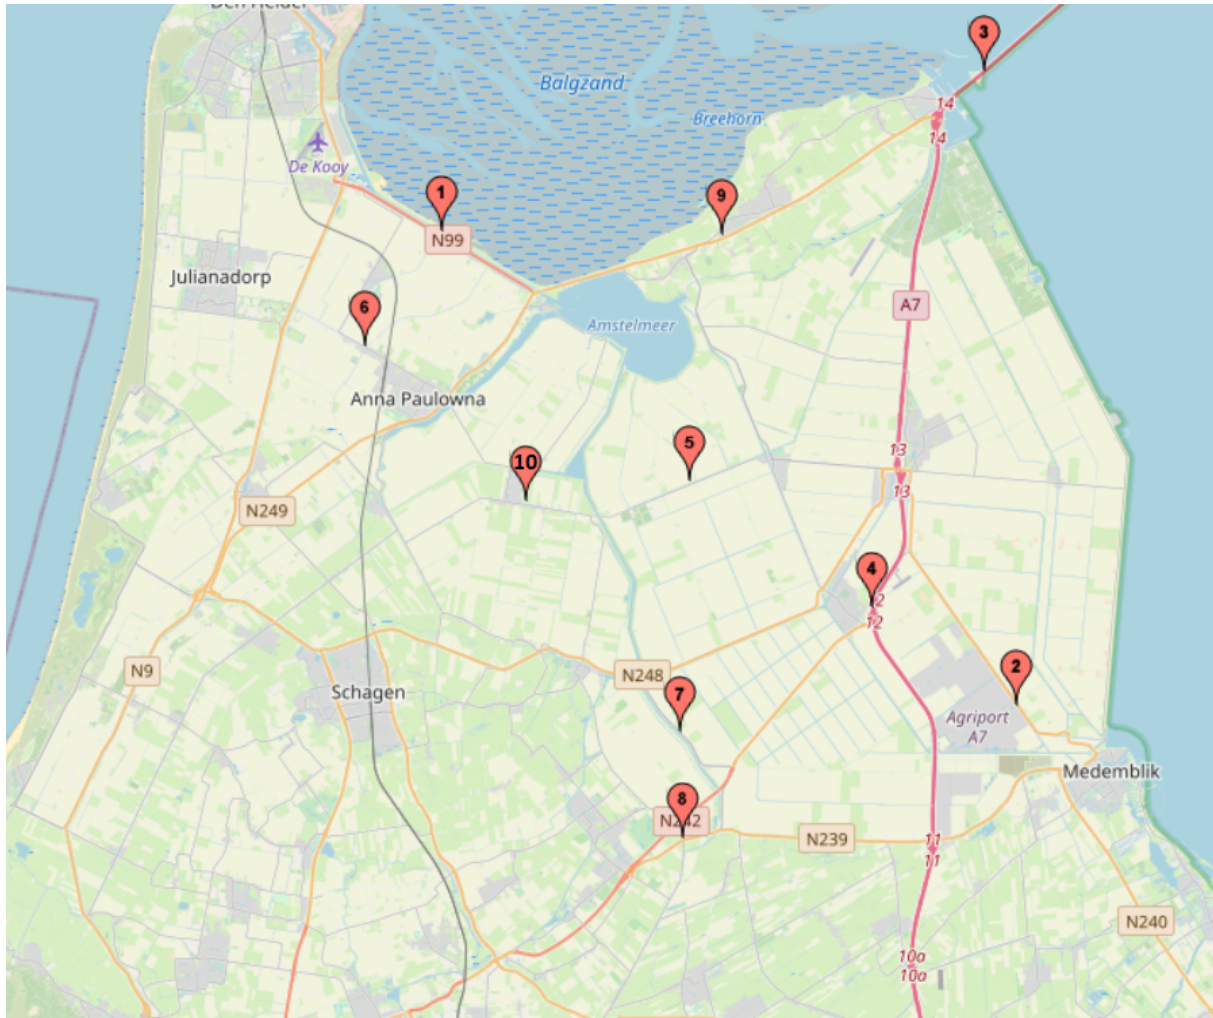 Den Helder
3
Balgzand
14
Breehorn
14
De Kooy
1
9
N99
Julianadorp
6
A7
Amstelmeer
Anna Paulowna
5
13
10
13
N249
4
12
12
N9
N248
2
Schagen
7
Agriport
A7
Medemblik
8
N242
N239
11
11
N240
10a
10a